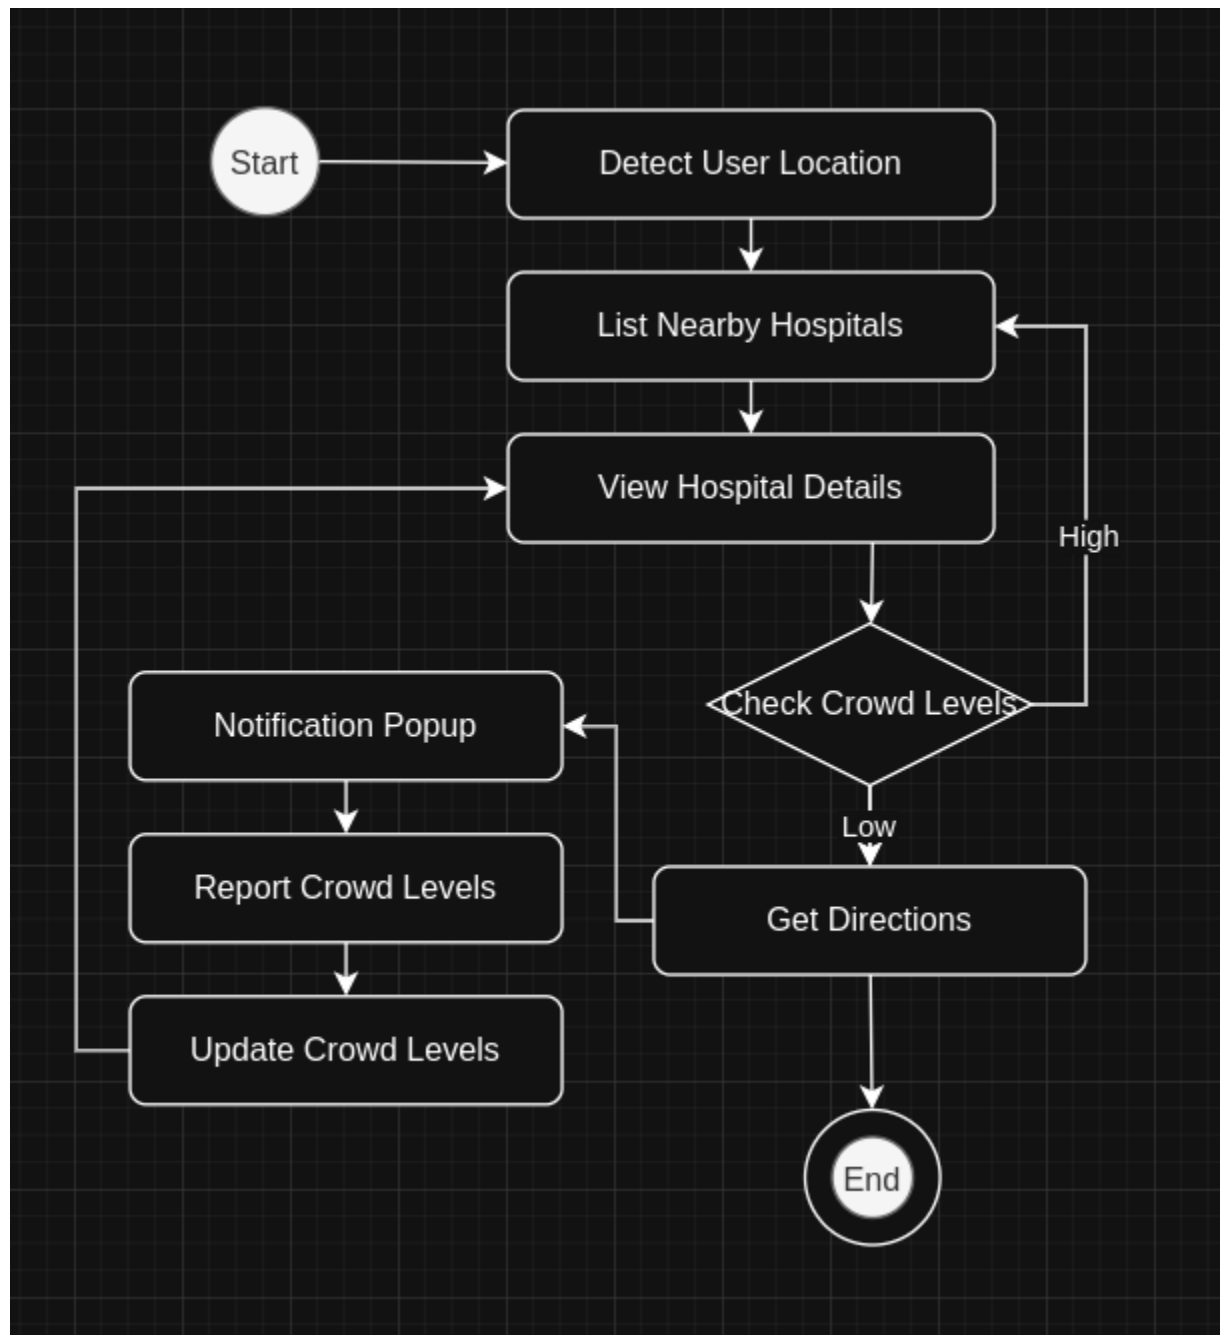 Start
Detect User Location
List Nearby Hospitals
View Hospital Details
High
Check Crowd Levels
Notification Popup
Low
Report Crowd Levels
Get Directions
Update Crowd Levels
End